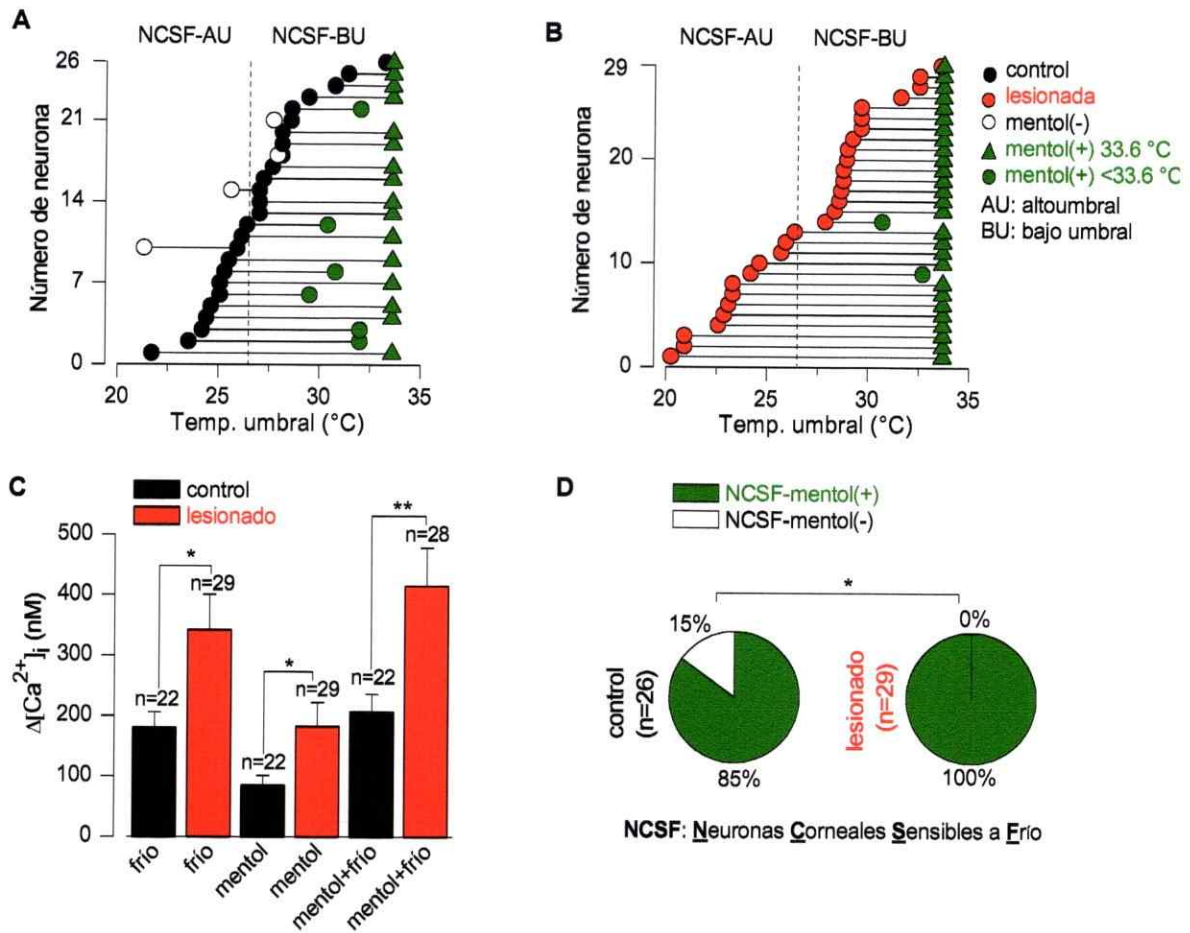 A
NCSF-AU
NCSF-BU
Número de neurona
26
21
14
7
0
20
25
30
35
Temp. umbral (°C)
B
NCSF-AU
NCSF-BU
Número de neurona
29
20
10
0
20
25
30
35
Temp. umbral (°C)
control
lesionada
mentol(-)
mentol(+) 33.6 °C
mentol(+) <33.6 °C
AU: altoumbral
BU: bajo umbral
C
control
lesionado
Δ[Ca2+]i (nM)
500
400
300
200
100
0
n=22
*
n=29
n=22
*
n=29
n=22
**
n=28
frío
frío
mentol
mentol
mentol+frío
mentol+frío
D
NCSF-mentol(+)
NCSF-mentol(-)
*
control
(n=26)
15%
85%
lesionado
(n=29)
0%
100%
NCSF: Neuronas Corneales Sensibles a Frío